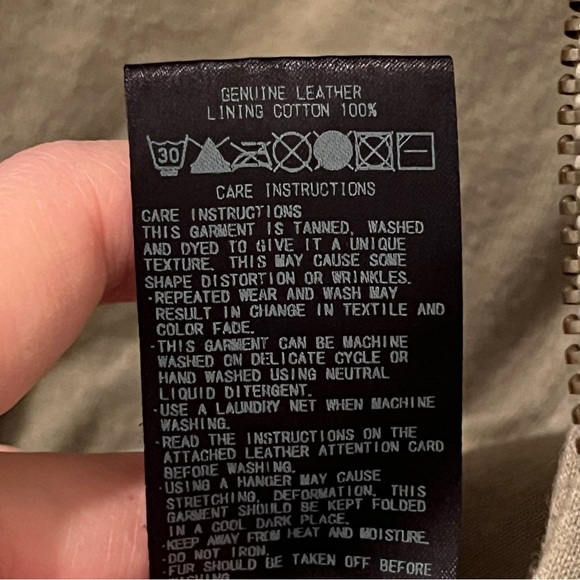 GENUINE LEATHER
LINING COTTON 100%
30
CARE INSTRUCTIONS
CARE INSTRUCTIONS
THIS GARMENT IS TANNED, WASHED
AND DYED TO GIVE IT A UNIQUE
TEXTURE. THIS MAY CAUSE SOME
SHAPE DISTORTION OR WRINKLES.
·REPEATED WEAR AND WASH MAY
RESULT IN CHANGE IN TEXTILE AND
COLOR FADE.
·THIS GARMENT CAN BE MACHINE
WASHED ON DELICATE CYCLE OR
HAND WASHED USING NEUTRAL
LIQUID DITERGENT.
·USE A LAUNDRY NET WHEN MACHINE
WASHING.
·READ THE INSTRUCTIONS ON THE
ATTACHED LEATHER ATTENTION CARD
BEFORE WASHING.
·USING A HANGER MAY CAUSE
STRETCHING, DEFORMATION. THIS
GARMENT SHOULD BE KEPT FOLDED
IN A COOL DARK PLACE.
·KEEP AWAY FROM HEAT AND MOISTURE.
·DO NOT IRON.
·FUR SHOULD BE TAKEN OFF BEFORE
WASHING